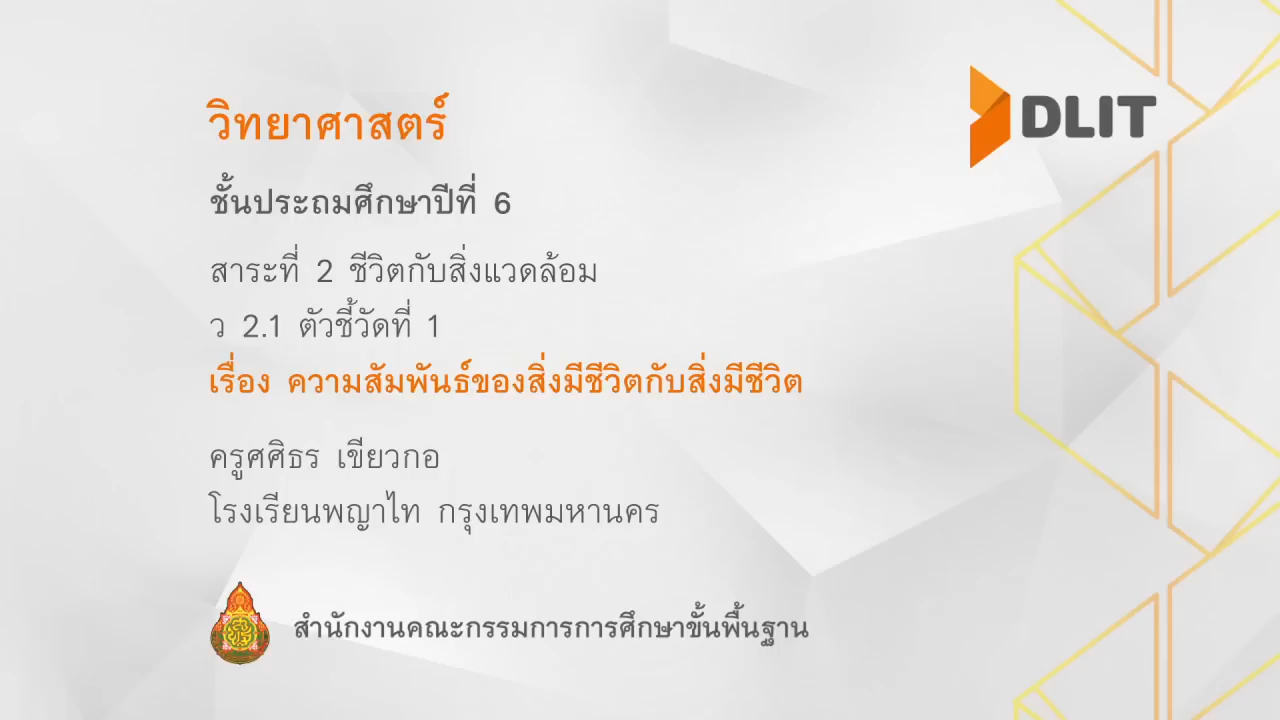 วิทยาศาสตร์
DLIT
ชั้นประถมศึกษาปีที่ 6
สาระที่ 2 ชีวิตกับสิ่งแวดล้อม
ว 2.1 ตัวชี้วัดที่ 1
เรื่อง ความสัมพันธ์ของสิ่งมีชีวิตกับสิ่งมีชีวิต
ครูศศิธร เขียวกอ
โรงเรียนพญาไท กรุงเทพมหานคร
สำนักงานคณะกรรมการการศึกษาขั้นพื้นฐาน